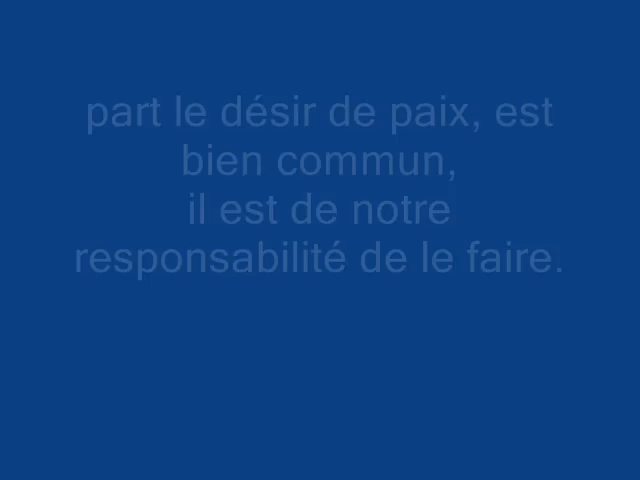 part le désir de paix, est
bien commun,
il est de notre
responsabilité de le faire.